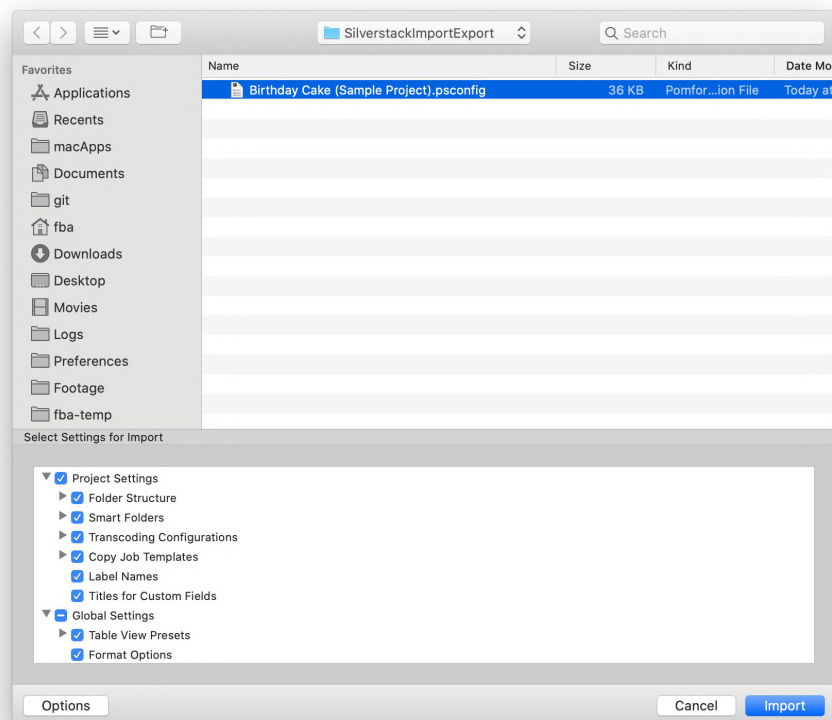 SilverstackImportExport
Search
Favorites
Applications
Recents
macApps
Documents
git
fba
Downloads
Desktop
Movies
Logs
Preferences
Footage
fba-temp
Name Size Kind Date Mo
Birthday Cake (Sample Project).psconfig 36 KB Pomfor...ion File Today at
Select Settings for Import
Project Settings
Folder Structure
Smart Folders
Transcoding Configurations
Copy Job Templates
Label Names
Titles for Custom Fields
Global Settings
Table View Presets
Format Options
Options Cancel Import